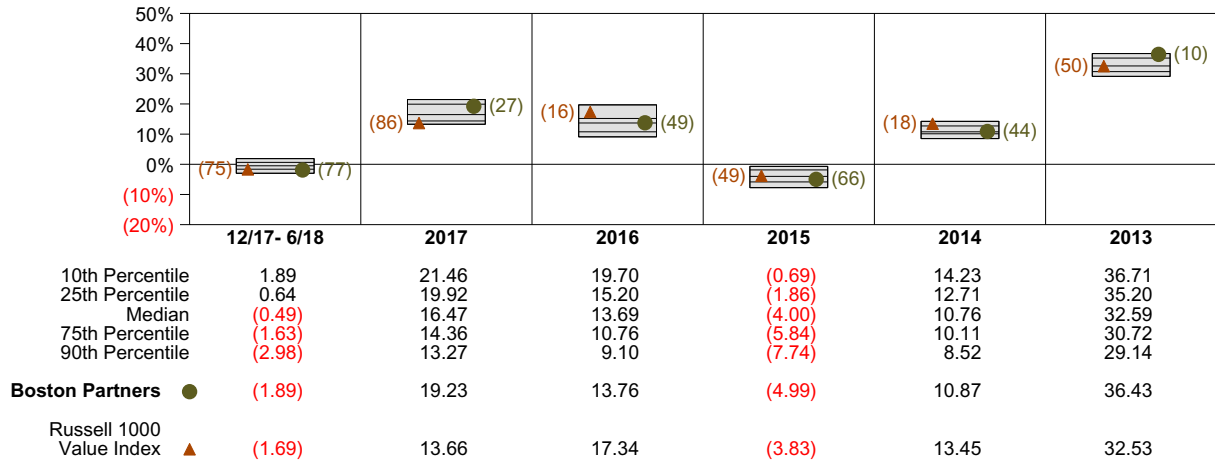 50%
40%
30%
20%
10%
0%
(10%)
(20%)
(75) (77)
(86) (27)
(16) (49)
(49) (66)
(18) (44)
(50) (10)
12/17- 6/18 2017 2016 2015 2014 2013
10th Percentile 1.89 21.46 19.70 (0.69) 14.23 36.71
25th Percentile 0.64 19.92 15.20 (1.86) 12.71 35.20
Median (0.49) 16.47 13.69 (4.00) 10.76 32.59
75th Percentile (1.63) 14.36 10.76 (5.84) 10.11 30.72
90th Percentile (2.98) 13.27 9.10 (7.74) 8.52 29.14
Boston Partners (1.89) 19.23 13.76 (4.99) 10.87 36.43
Russell 1000
Value Index (1.69) 13.66 17.34 (3.83) 13.45 32.53